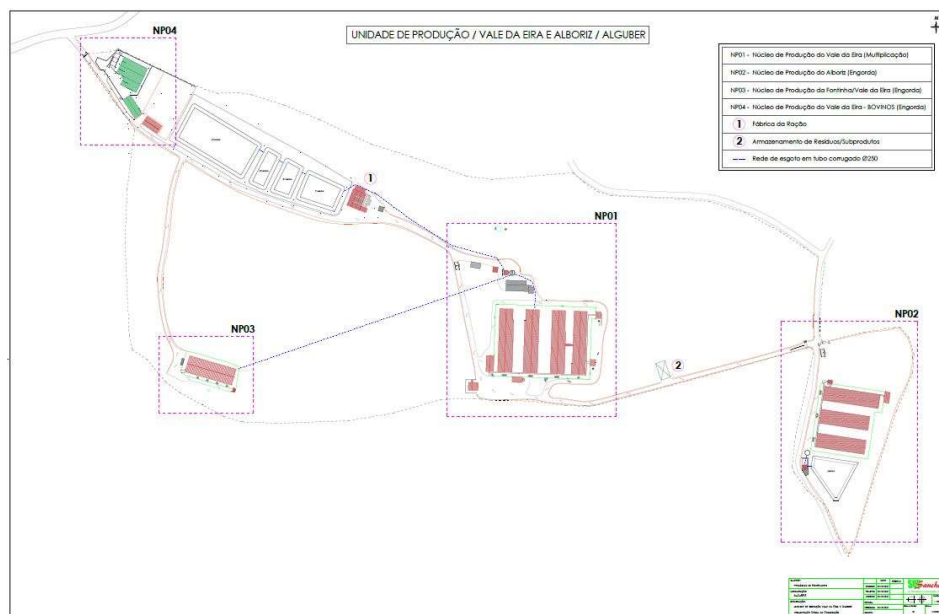 NP04
UNIDADE DE PRODUÇÃO / VALE DA EIRA E ALBORIZ / ALGUBER
NP01 - Núcleo de Produção do Vale da Eira (Multiplicação)
NP02 - Núcleo de Produção do Alboriz (Engorda)
NP03 - Núcleo de Produção da Fontinha/Vale da Eira (Engorda)
NP04 - Núcleo de Produção do Vale da Eira - BOVINOS (Engorda)
1 Fábrica da Ração
2 Armazenamento de Resíduos/Subprodutos
Rede de esgoto em tubo corrugado Ø250
1
NP01
NP02
NP03
2